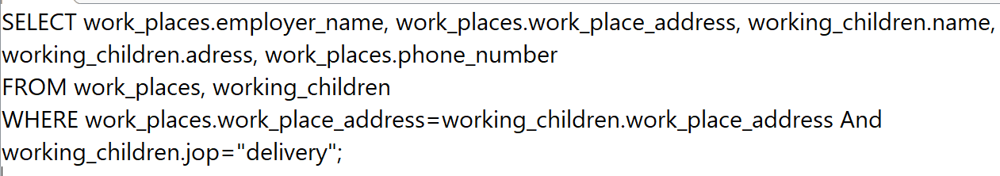 SELECT work_places.employer_name, work_places.work_place_address, working_children.name,
working_children.adress, work_places.phone_number
FROM work_places, working_children
WHERE work_places.work_place_address=working_children.work_place_address And
working_children.jop="delivery";